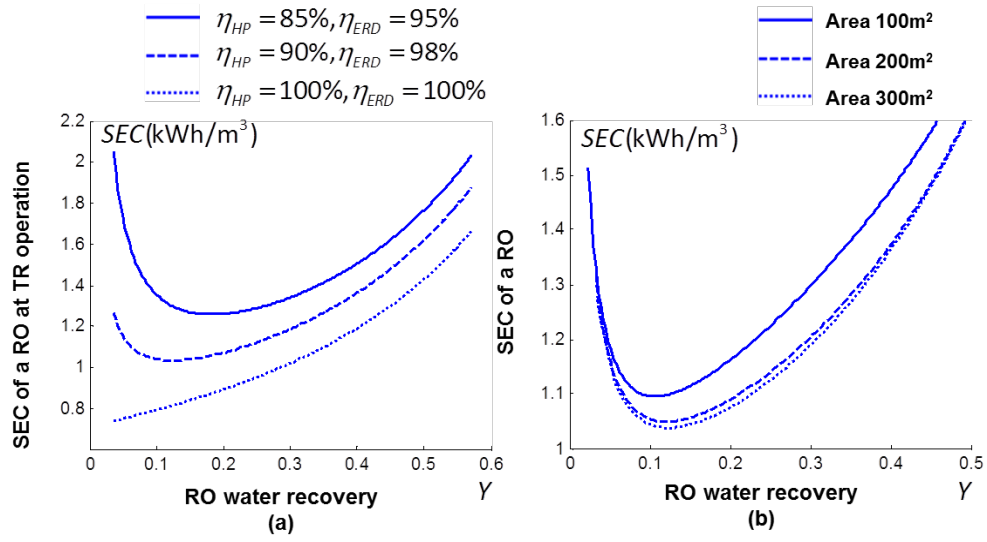 η_HP = 85%, η_ERD = 95%
η_HP = 90%, η_ERD = 98%
η_HP = 100%, η_ERD = 100%
SEC(kWh/m³)
SEC of a RO at TR operation
2.2
2
1.8
1.6
1.4
1.2
1
0.8
0 0.1 0.2 0.3 0.4 0.5 0.6
RO water recovery Y
(a)
Area 100m²
Area 200m²
Area 300m²
SEC(kWh/m³)
SEC of a RO
1.6
1.5
1.4
1.3
1.2
1.1
1
0 0.1 0.2 0.3 0.4 0.5
RO water recovery Y
(b)